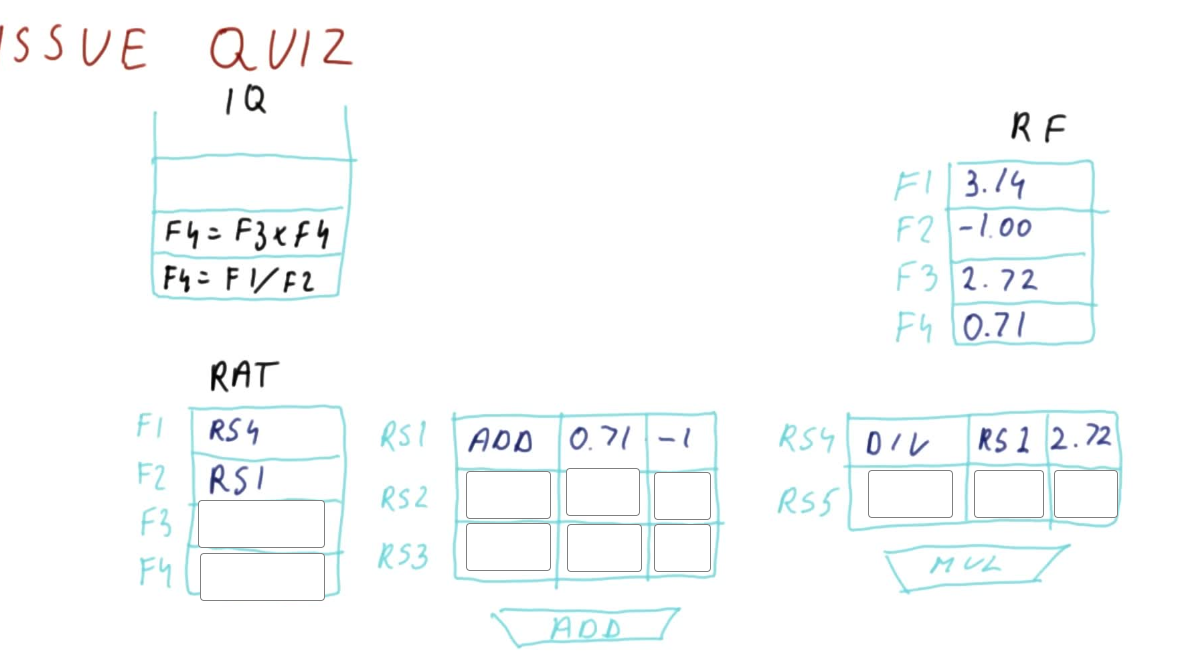 ISSUE QUIZ
IQ
F4 = F3 x F4
F4 = F1/F2
RF
F1 3.14
F2 -1.00
F3 2.72
F4 0.71
RAT
F1 RS4
F2 RS1
F3
F4
RS1 ADD 0.71 -1
RS2
RS3
ADD
RS4 DIV RS1 2.72
RS5
MUL